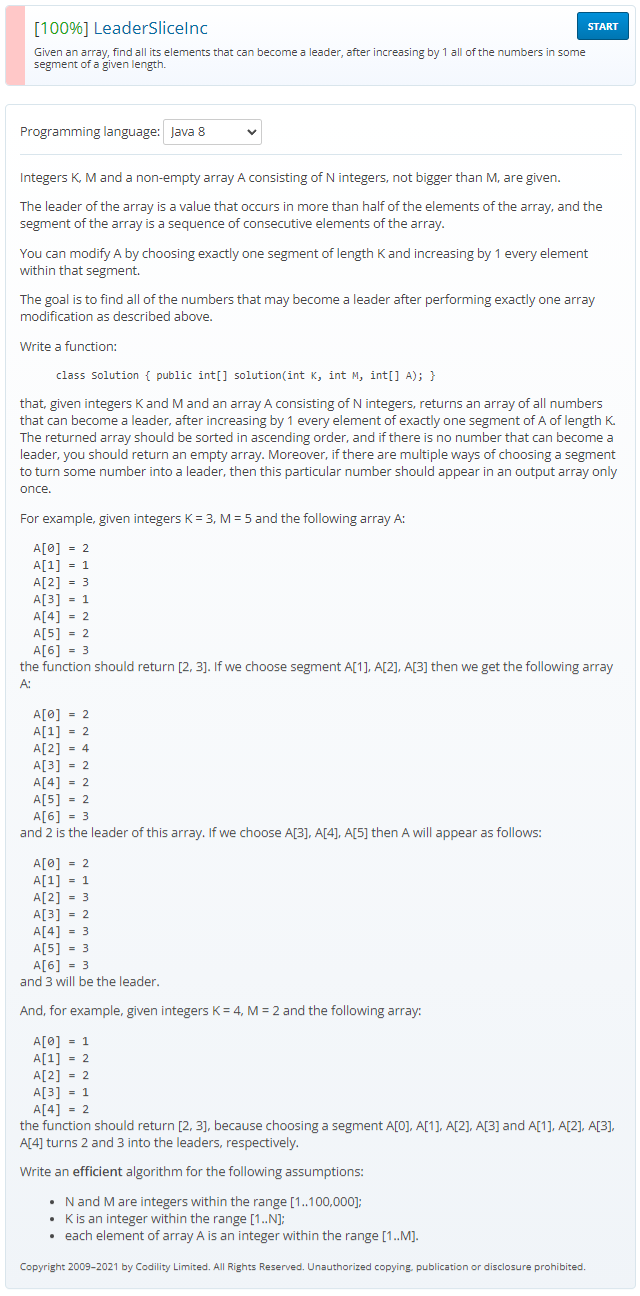 [100%] LeaderSliceInc
START
Given an array, find all its elements that can become a leader, after increasing by 1 all of the numbers in some
segment of a given length.
Programming language: Java 8
Integers K, M and a non-empty array A consisting of N integers, not bigger than M, are given.
The leader of the array is a value that occurs in more than half of the elements of the array, and the
segment of the array is a sequence of consecutive elements of the array.
You can modify A by choosing exactly one segment of length K and increasing by 1 every element
within that segment.
The goal is to find all of the numbers that may become a leader after performing exactly one array
modification as described above.
Write a function:
class Solution { public int[] solution(int K, int M, int[] A); }
that, given integers K and M and an array A consisting of N integers, returns an array of all numbers
that can become a leader, after increasing by 1 every element of exactly one segment of A of length K.
The returned array should be sorted in ascending order, and if there is no number that can become a
leader, you should return an empty array. Moreover, if there are multiple ways of choosing a segment
to turn some number into a leader, then this particular number should appear in an output array only
once.
For example, given integers K = 3, M = 5 and the following array A:
A[0] = 2
A[1] = 1
A[2] = 3
A[3] = 1
A[4] = 2
A[5] = 2
A[6] = 3
the function should return [2, 3]. If we choose segment A[1], A[2], A[3] then we get the following array
A:
A[0] = 2
A[1] = 2
A[2] = 4
A[3] = 2
A[4] = 2
A[5] = 2
A[6] = 3
and 2 is the leader of this array. If we choose A[3], A[4], A[5] then A will appear as follows:
A[0] = 2
A[1] = 1
A[2] = 3
A[3] = 2
A[4] = 3
A[5] = 3
A[6] = 3
and 3 will be the leader.
And, for example, given integers K = 4, M = 2 and the following array:
A[0] = 1
A[1] = 2
A[2] = 2
A[3] = 1
A[4] = 2
the function should return [2, 3], because choosing a segment A[0], A[1], A[2], A[3] and A[1], A[2], A[3],
A[4] turns 2 and 3 into the leaders, respectively.
Write an efficient algorithm for the following assumptions:
• N and M are integers within the range [1..100,000];
• K is an integer within the range [1..N];
• each element of array A is an integer within the range [1..M].
Copyright 2009–2021 by Codility Limited. All Rights Reserved. Unauthorized copying, publication or disclosure prohibited.